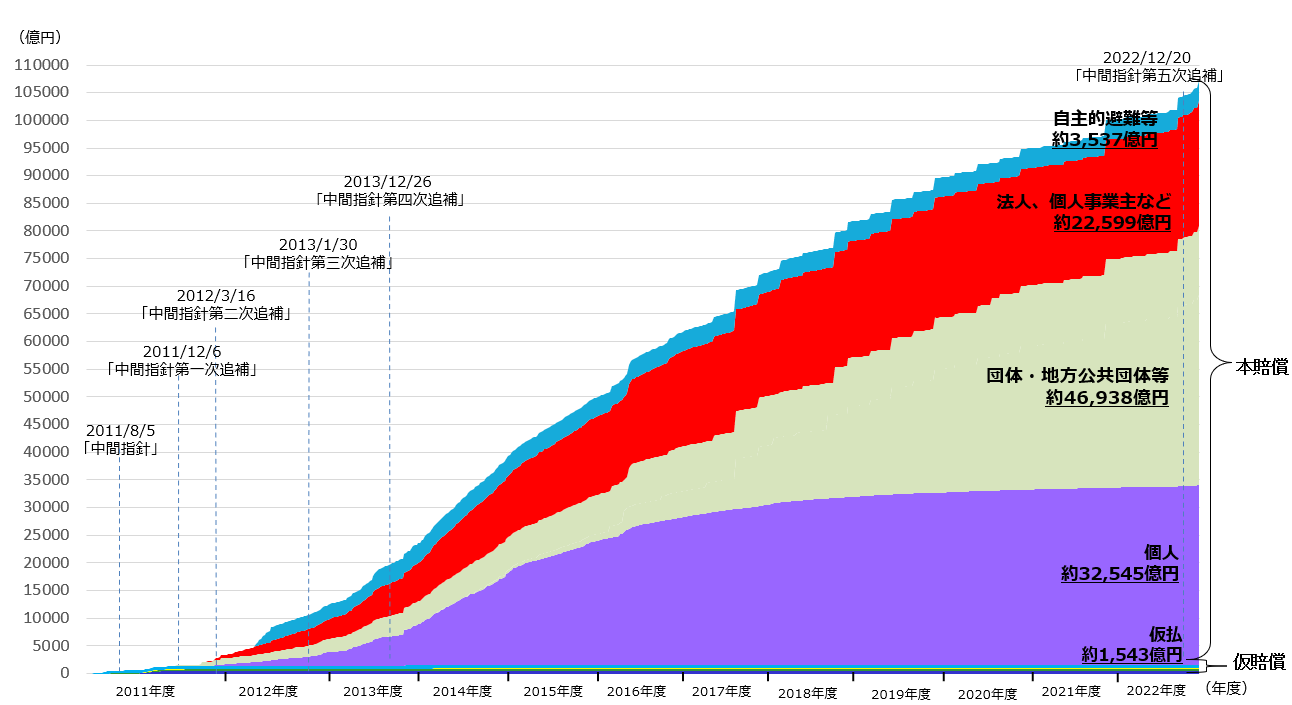 （億円）
110000
105000
100000
95000
90000
85000
80000
75000
70000
65000
60000
55000
50000
45000
40000
35000
30000
25000
20000
15000
10000
5000
0
2011/8/5
「中間指針」
2011/12/6
「中間指針第一次追補」
2012/3/16
「中間指針第二次追補」
2013/1/30
「中間指針第三次追補」
2013/12/26
「中間指針第四次追補」
2022/12/20
「中間指針第五次追補」
自主的避難等
約3,537億円
法人、個人事業主など
約22,599億円
団体・地方公共団体等
約46,938億円
個人
約32,545億円
仮払
約1,543億円
本賠償
仮賠償
2011年度 2012年度 2013年度 2014年度 2015年度 2016年度 2017年度 2018年度 2019年度 2020年度 2021年度 2022年度 （年度）